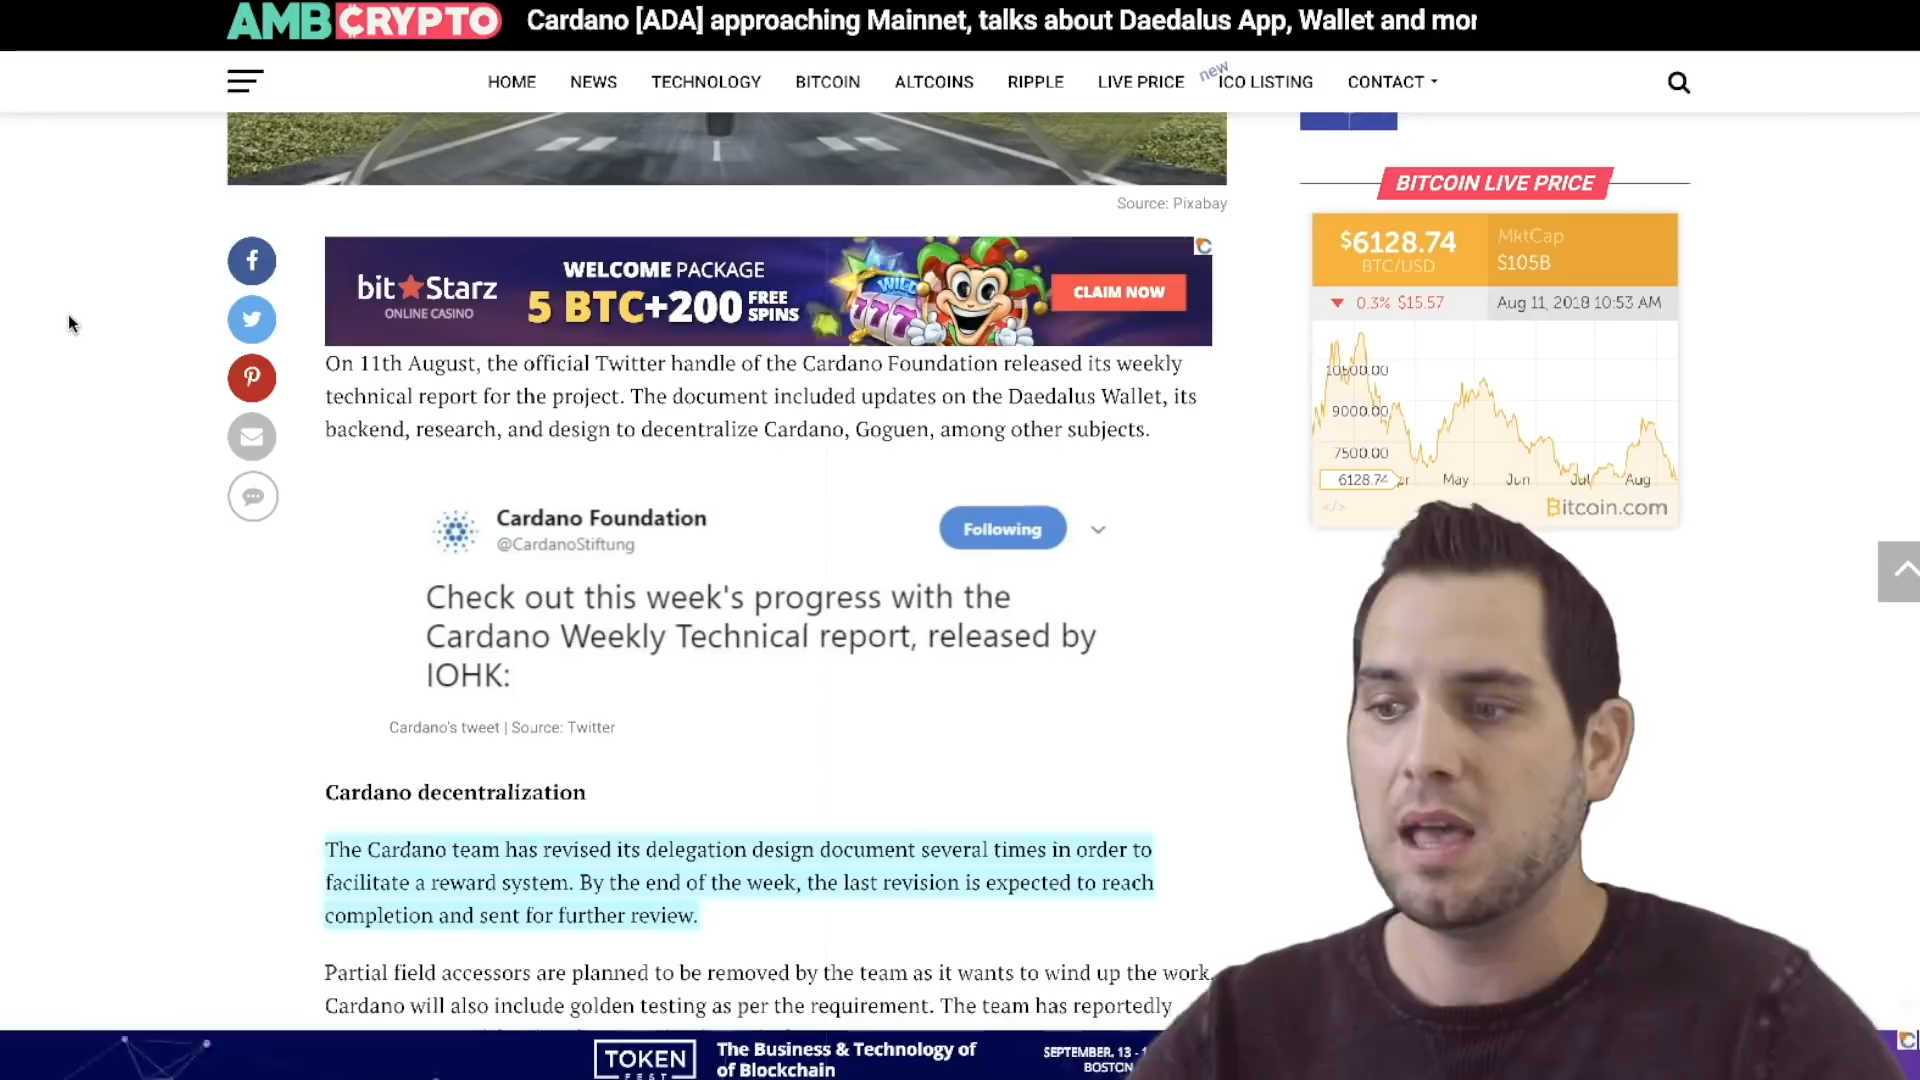 AMBCRYPTO
Cardano [ADA] approaching Mainnet, talks about Daedalus App, Wallet and mor
HOME
NEWS
TECHNOLOGY
BITCOIN
ALTCOINS
RIPPLE
LIVE PRICE
new
ICO LISTING
CONTACT
Source: Pixabay
bitStarz
ONLINE CASINO
WELCOME PACKAGE
5 BTC+200 FREE SPINS
WILD
777
CLAIM NOW
On 11th August, the official Twitter handle of the Cardano Foundation released its weekly
technical report for the project. The document included updates on the Daedalus Wallet, its
backend, research, and design to decentralize Cardano, Goguen, among other subjects.
Cardano Foundation
@CardanoStiftung
Following
Check out this week's progress with the
Cardano Weekly Technical report, released by
IOHK:
Cardano's tweet | Source: Twitter
Cardano decentralization
The Cardano team has revised its delegation design document several times in order to
facilitate a reward system. By the end of the week, the last revision is expected to reach
completion and sent for further review.
Partial field accessors are planned to be removed by the team as it wants to wind up the work.
Cardano will also include golden testing as per the requirement. The team has reportedly
BITCOIN LIVE PRICE
$6128.74
BTC/USD
MktCap
$105B
0.3% $15.57
Aug 11, 2018 10:53 AM
10500.00
9000.00
7500.00
6128.74
May
Jun
Jul
Aug
</>
Bitcoin.com
TOKEN
FEST
The Business & Technology of
of Blockchain
SEPTEMBER. 13 - 1
BOSTON